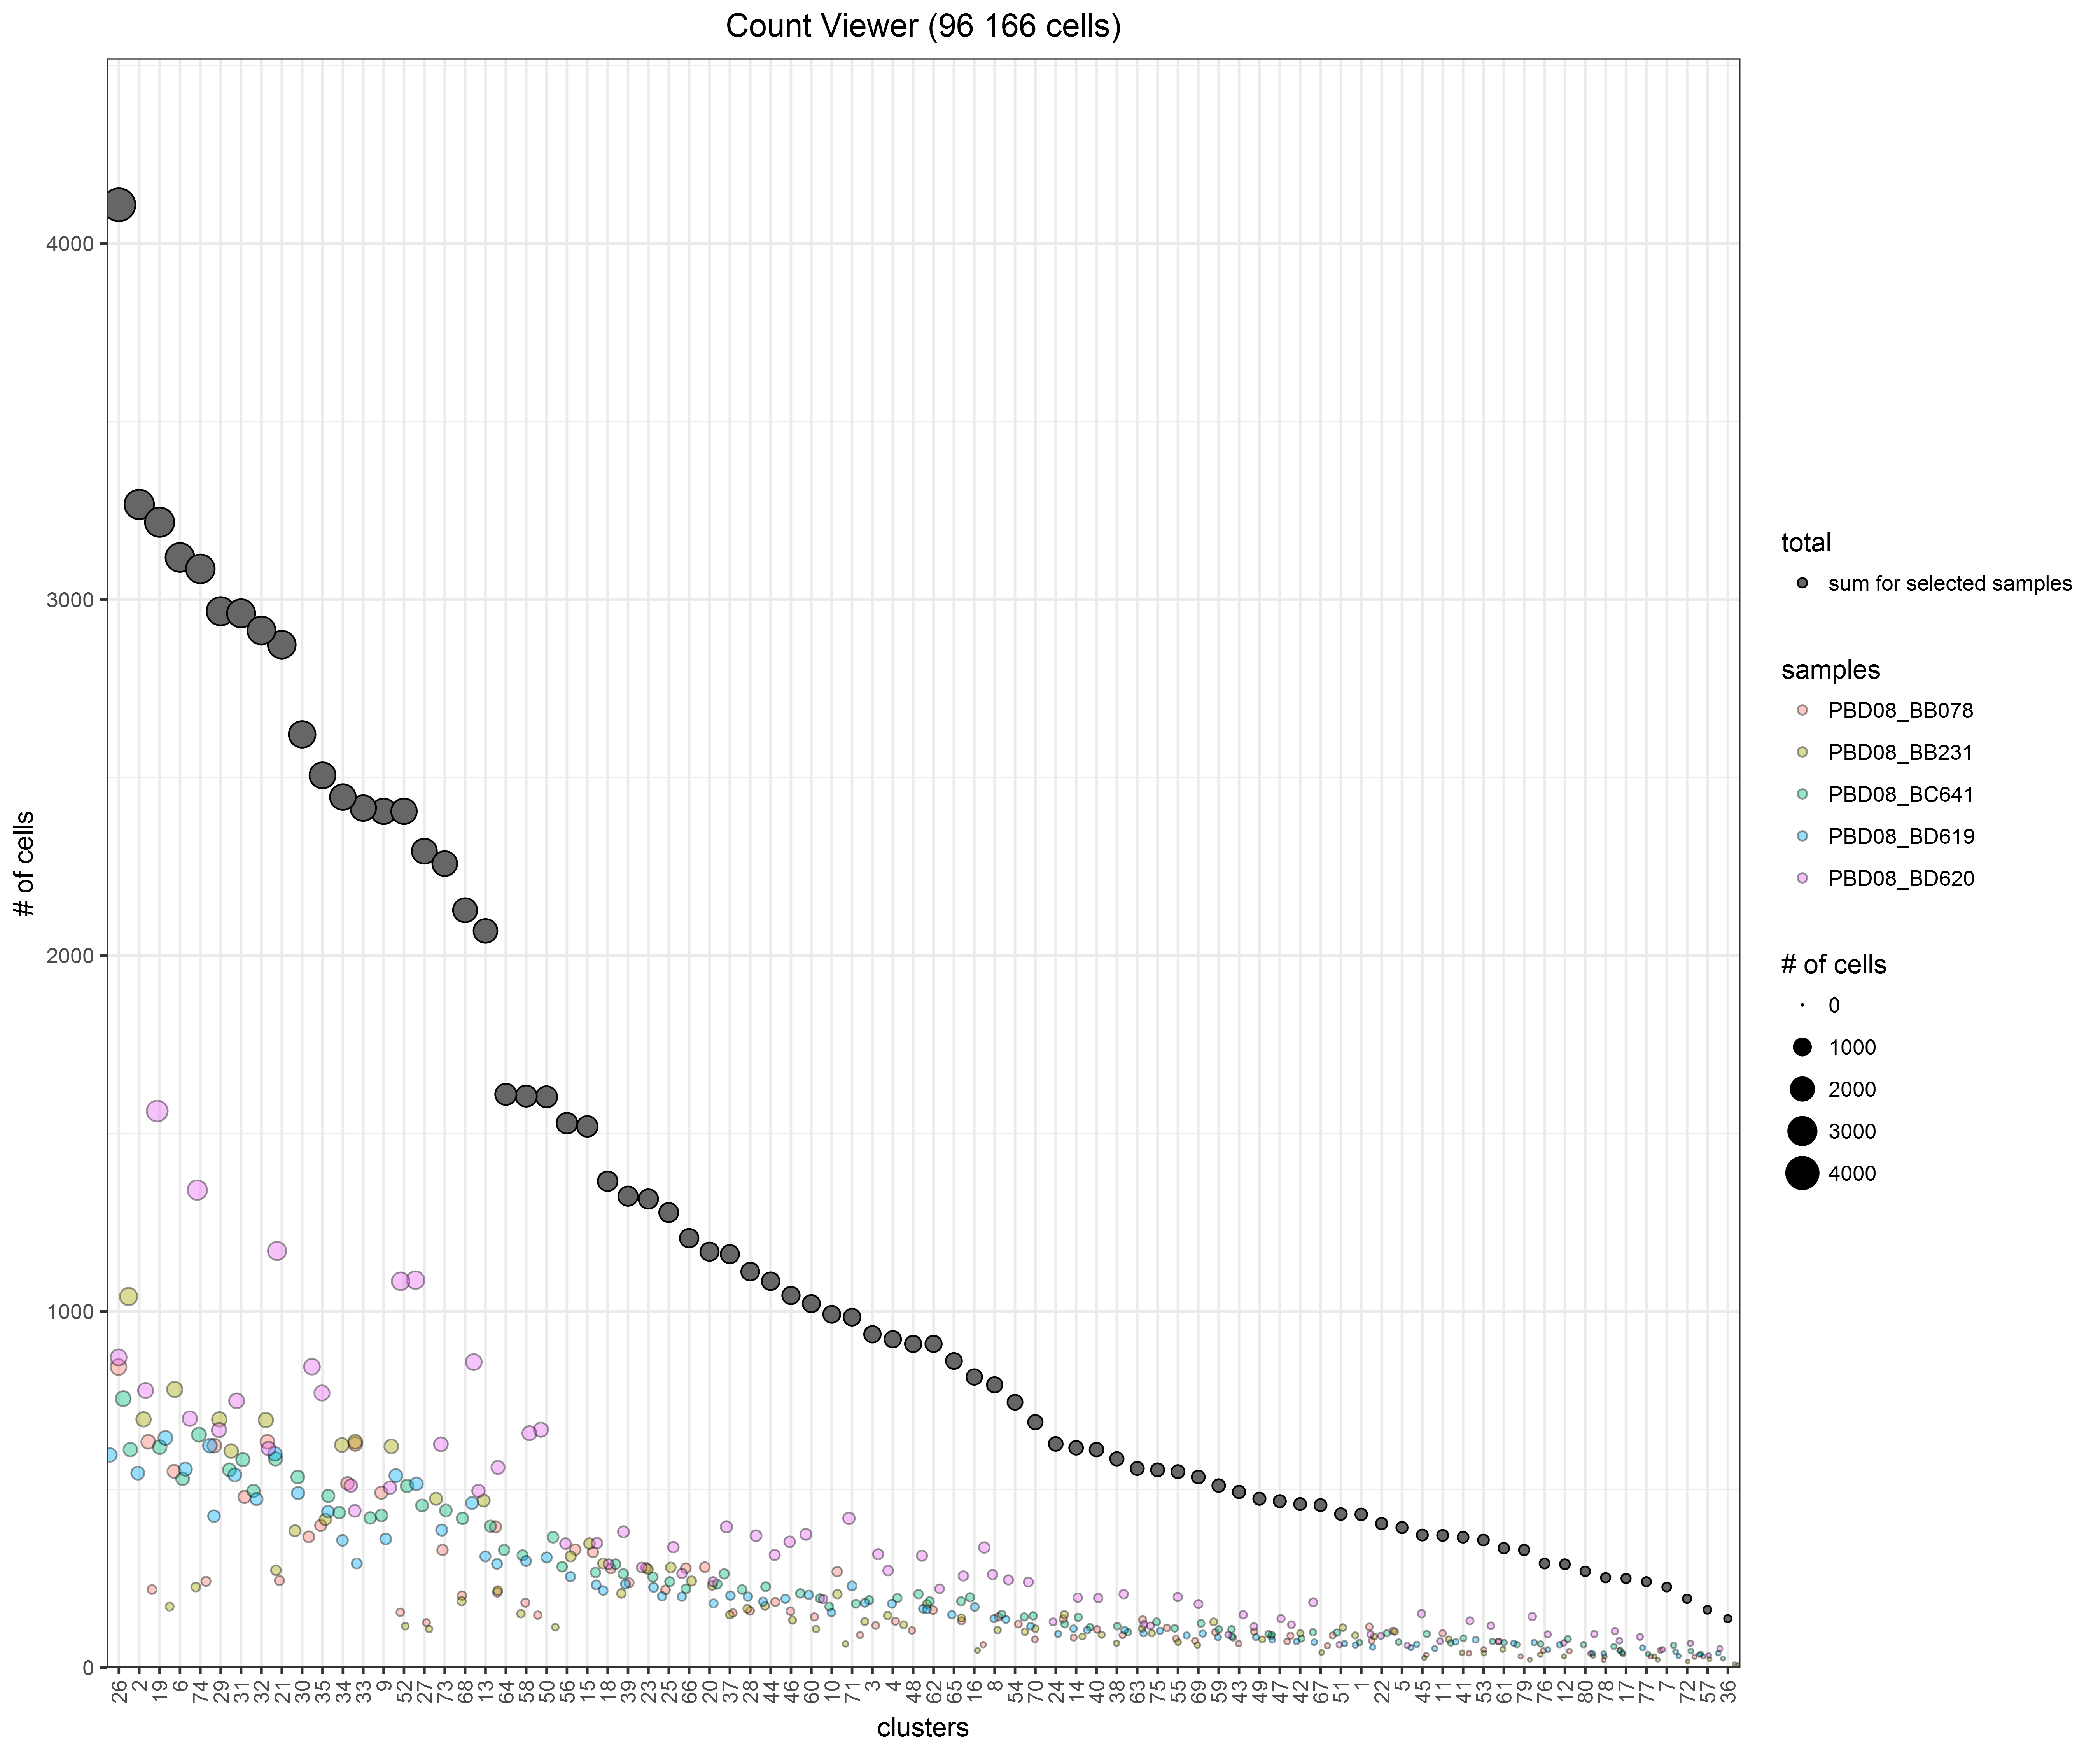 Count Viewer (96 166 cells)
# of cells
4000
3000
2000
1000
0
26 2 19 6 74 29 31 32 21 30 35 34 33 9 52 27 73 68 13 64 58 50 56 15 18 39 23 25 66 20 37 28 44 46 60 10 71 3 4 48 62 65 16 8 54 70 24 14 40 38 63 75 55 69 59 43 49 47 42 67 51 1 22 5 45 11 41 53 61 79 76 12 80 78 17 77 7 72 57 36
clusters
total
sum for selected samples
samples
PBD08_BB078
PBD08_BB231
PBD08_BC641
PBD08_BD619
PBD08_BD620
# of cells
0
1000
2000
3000
4000